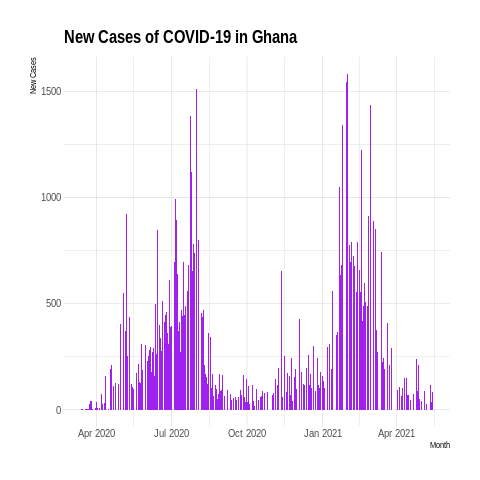 New Cases of COVID-19 in Ghana
New Cases
1500
1000
500
0
Apr 2020 Jul 2020 Oct 2020 Jan 2021 Apr 2021
Month